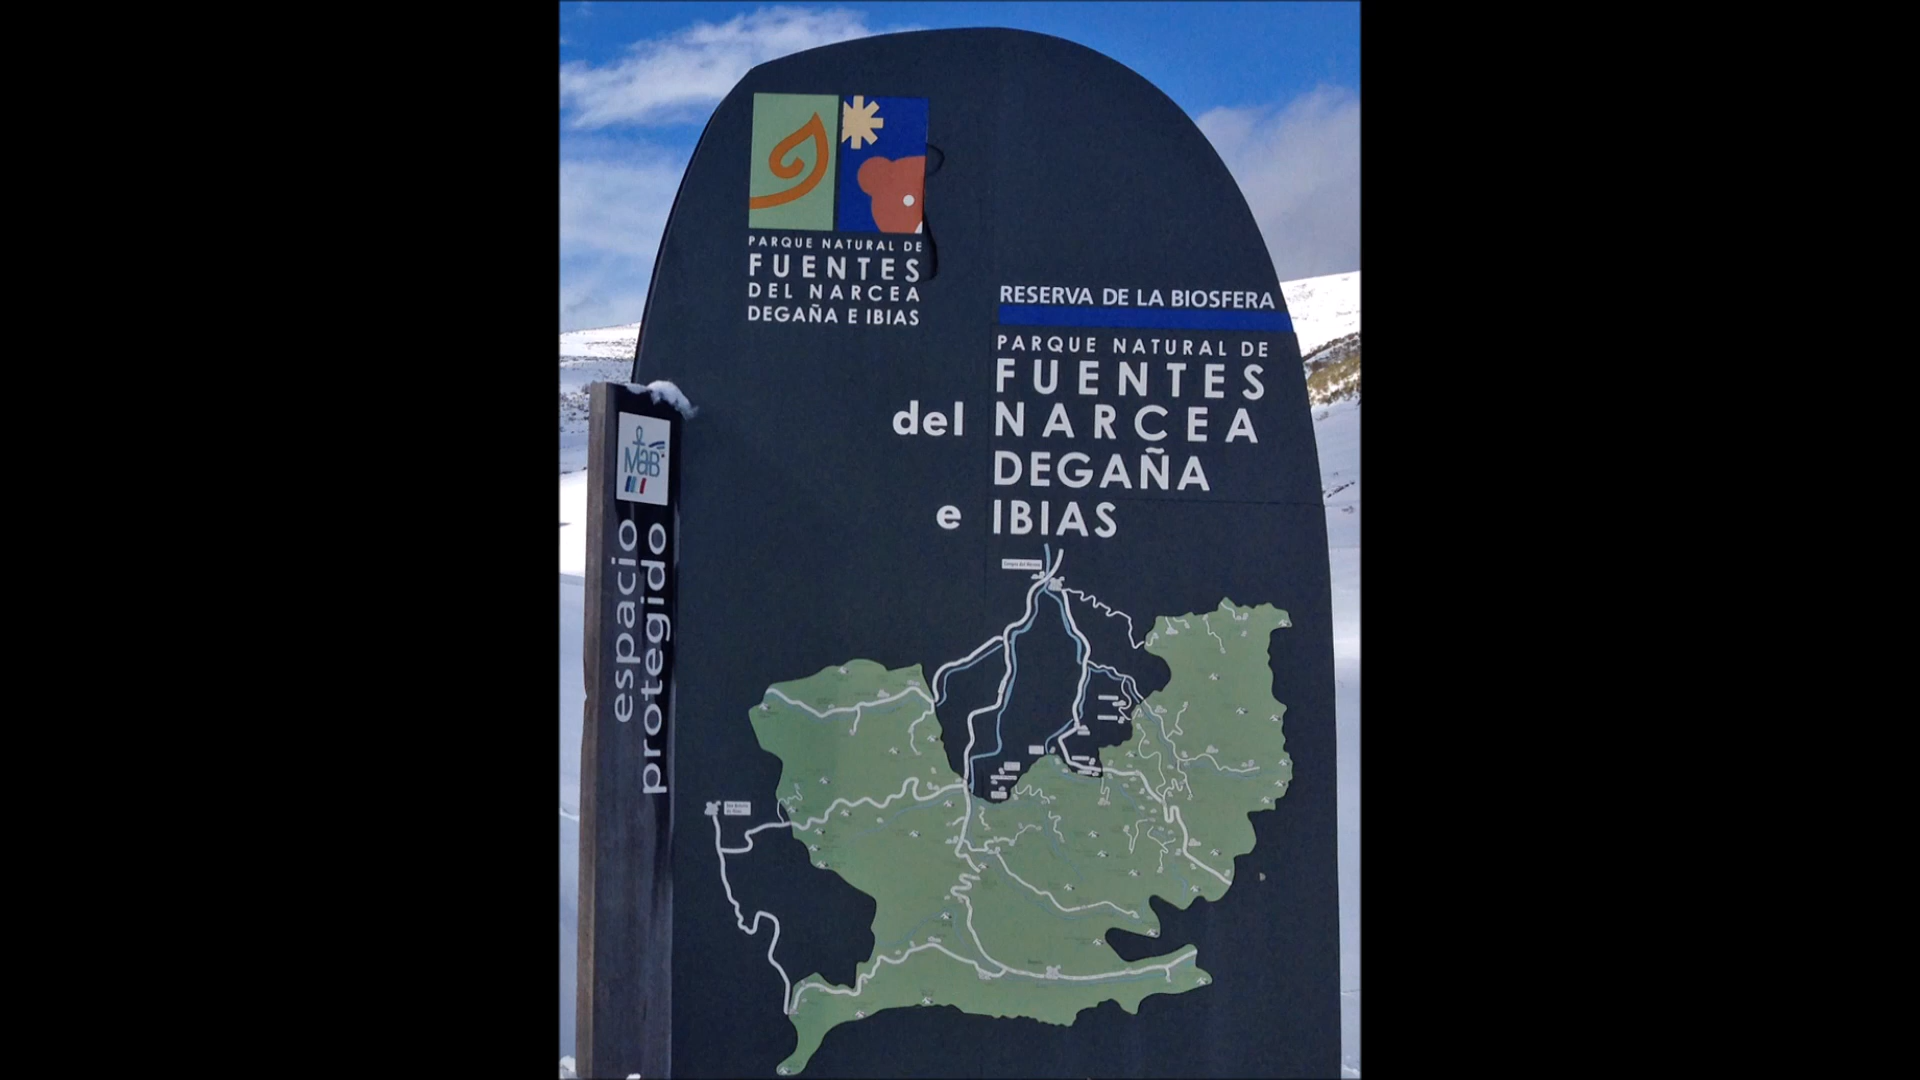 PARQUE NATURAL DE
FUENTES
DEL NARCEA
DEGAÑA E IBIAS
RESERVA DE LA BIOSFERA
PARQUE NATURAL DE
FUENTES
del NARCEA
DEGAÑA
e IBIAS
MaB
espacio
protegido